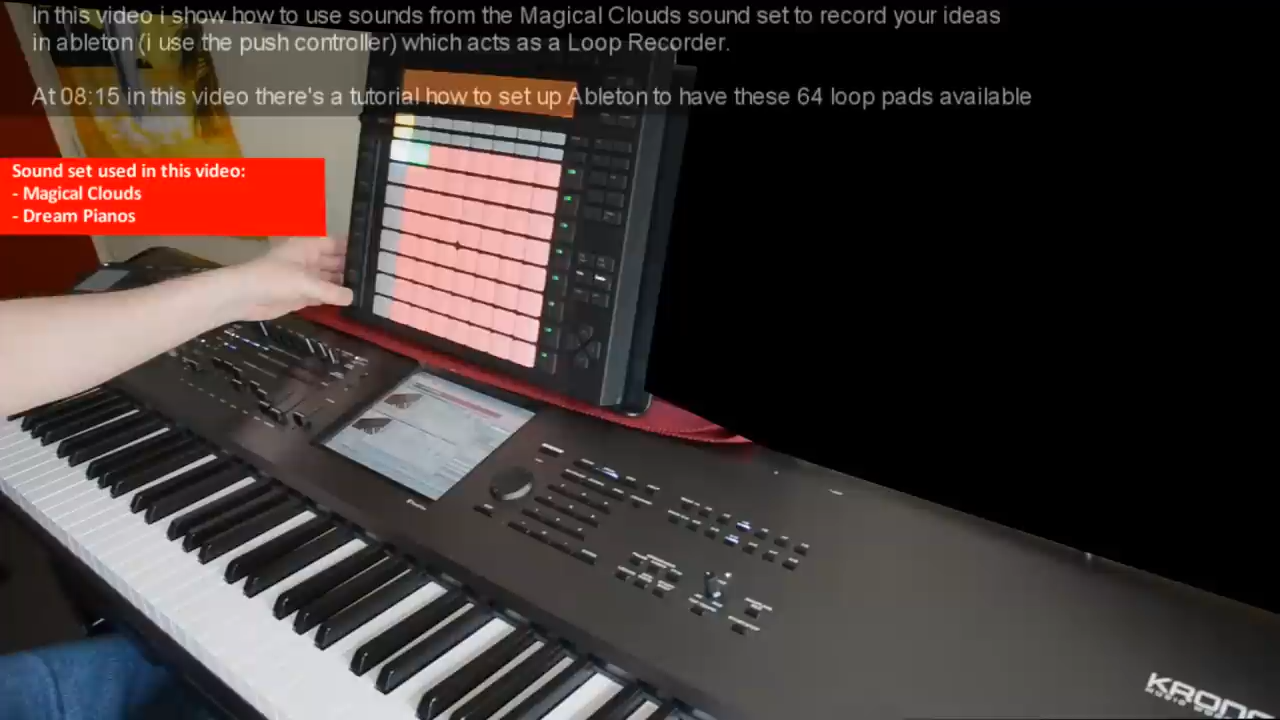 In this video i show how to use sounds from the Magical Clouds sound set to record your ideas
in ableton (i use the push controller) which acts as a Loop Recorder.
At 08:15 in this video there's a tutorial how to set up Ableton to have these 64 loop pads available
Sound set used in this video:
- Magical Clouds
- Dream Pianos
KRONOS